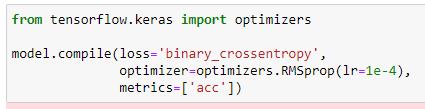 from tensorflow.keras import optimizers
model.compile(loss='binary_crossentropy',
optimizer=optimizers.RMSprop(lr=1e-4),
metrics=['acc'])